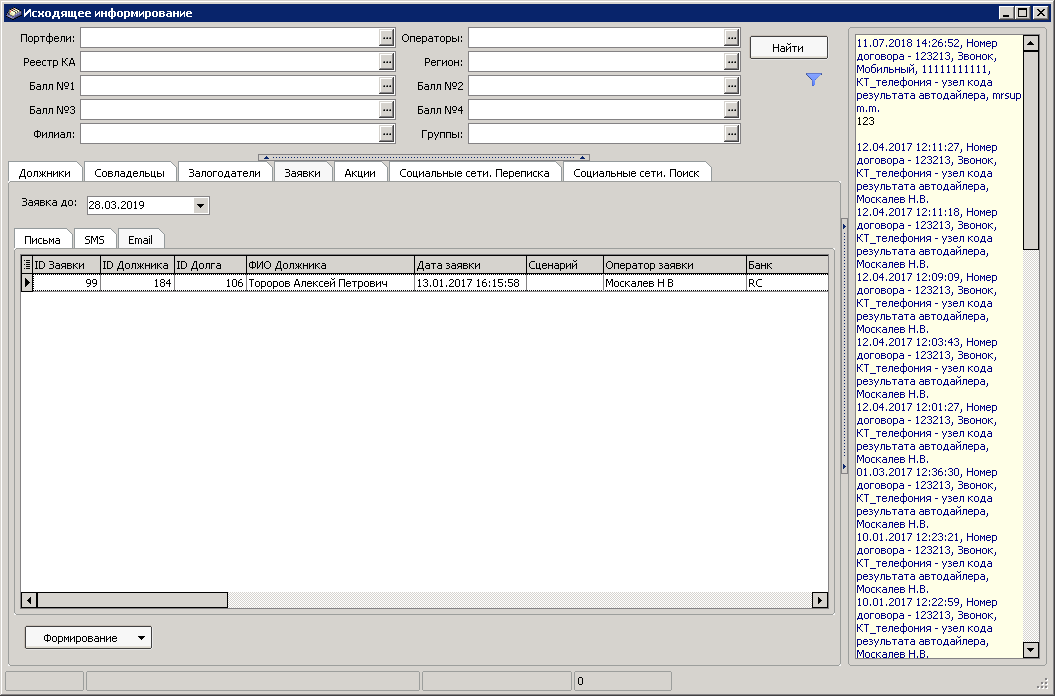 Исходящее информирование
Портфели:
Операторы:
Найти
Реестр КА
Регион:
Балл №1
Балл №2
Балл №3
Балл №4
Филиал:
Группы:
Должники
Совладельцы
Залогодатели
Заявки
Акции
Социальные сети. Переписка
Социальные сети. Поиск
Заявка до:
28.03.2019
Письма
SMS
Email
ID Заявки ID Должника ID Долга ФИО Должника Дата заявки Сценарий Оператор заявки Банк
99 184 106 Тороров Алексей Петрович 13.01.2017 16:15:58 Москалев Н В RC
Формирование
0
11.07.2018 14:26:52, Номер
договора - 123213, Звонок,
Мобильный, 11111111111,
КТ_телефония - узел кода
результата автодайлера, mrsup
m.m.
123
12.04.2017 12:11:27, Номер
договора - 123213, Звонок,
КТ_телефония - узел кода
результата автодайлера,
Москалев Н.В.
12.04.2017 12:11:18, Номер
договора - 123213, Звонок,
КТ_телефония - узел кода
результата автодайлера,
Москалев Н.В.
12.04.2017 12:09:09, Номер
договора - 123213, Звонок,
КТ_телефония - узел кода
результата автодайлера,
Москалев Н.В.
12.04.2017 12:03:43, Номер
договора - 123213, Звонок,
КТ_телефония - узел кода
результата автодайлера,
Москалев Н.В.
12.04.2017 12:01:27, Номер
договора - 123213, Звонок,
КТ_телефония - узел кода
результата автодайлера,
Москалев Н.В.
01.03.2017 12:36:30, Номер
договора - 123213, Звонок,
КТ_телефония - узел кода
результата автодайлера,
Москалев Н.В.
10.01.2017 12:23:21, Номер
договора - 123213, Звонок,
КТ_телефония - узел кода
результата автодайлера,
Москалев Н.В.
10.01.2017 12:22:59, Номер
договора - 123213, Звонок,
КТ_телефония - узел кода
результата автодайлера,
Москалев Н.В.